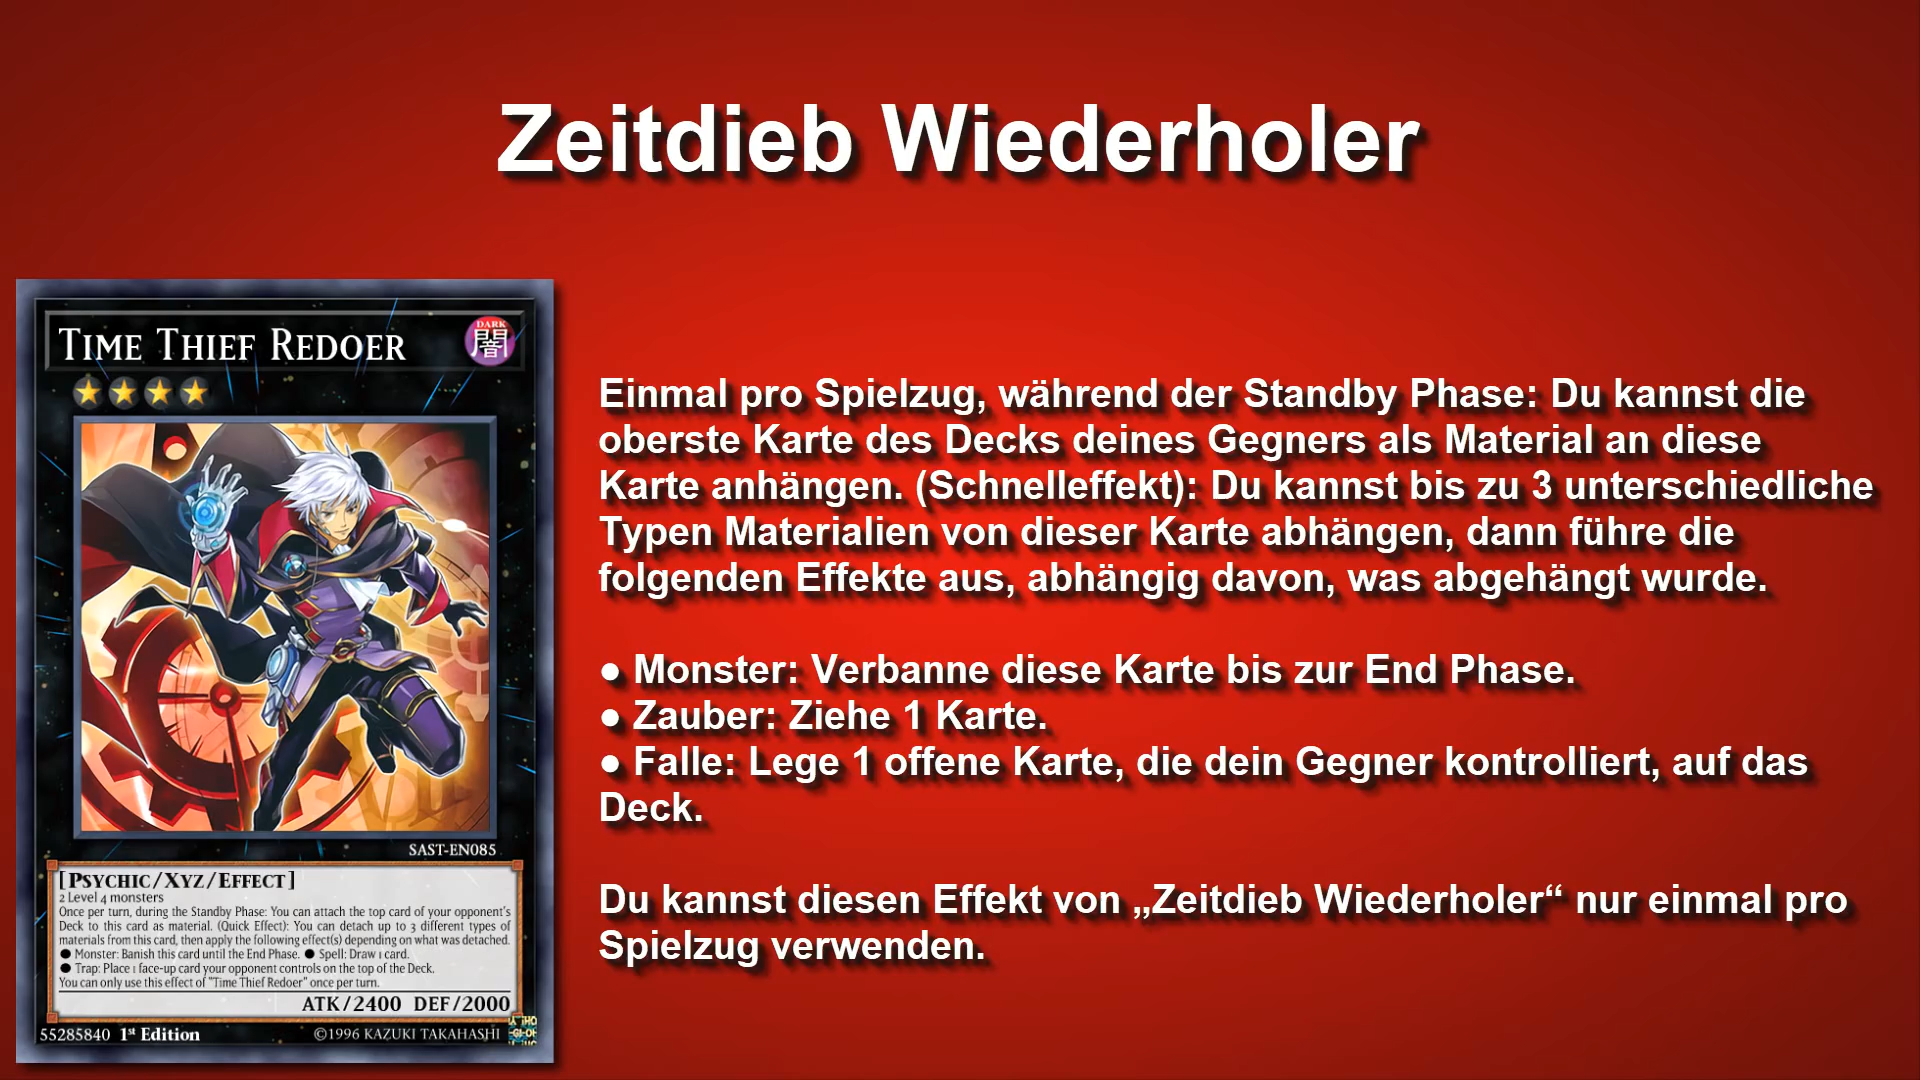 Zeitdieb Wiederholer
TIME THIEF REDOER
DARK
闇
SAST-EN085
[PSYCHIC/XYZ/EFFECT]
2 Level 4 monsters
Once per turn, during the Standby Phase: You can attach the top card of your opponent's
Deck to this card as material. (Quick Effect): You can detach up to 3 different types of
materials from this card, then apply the following effect(s) depending on what was detached.
● Monster: Banish this card until the End Phase. ● Spell: Draw 1 card.
● Trap: Place 1 face-up card your opponent controls on the top of the Deck.
You can only use this effect of "Time Thief Redoer" once per turn.
ATK/2400 DEF/2000
55285840 1st Edition ©1996 KAZUKI TAKAHASHI
Einmal pro Spielzug, während der Standby Phase: Du kannst die
oberste Karte des Decks deines Gegners als Material an diese
Karte anhängen. (Schnelleffekt): Du kannst bis zu 3 unterschiedliche
Typen Materialien von dieser Karte abhängen, dann führe die
folgenden Effekte aus, abhängig davon, was abgehängt wurde.
● Monster: Verbanne diese Karte bis zur End Phase.
● Zauber: Ziehe 1 Karte.
● Falle: Lege 1 offene Karte, die dein Gegner kontrolliert, auf das
Deck.
Du kannst diesen Effekt von „Zeitdieb Wiederholer“ nur einmal pro
Spielzug verwenden.